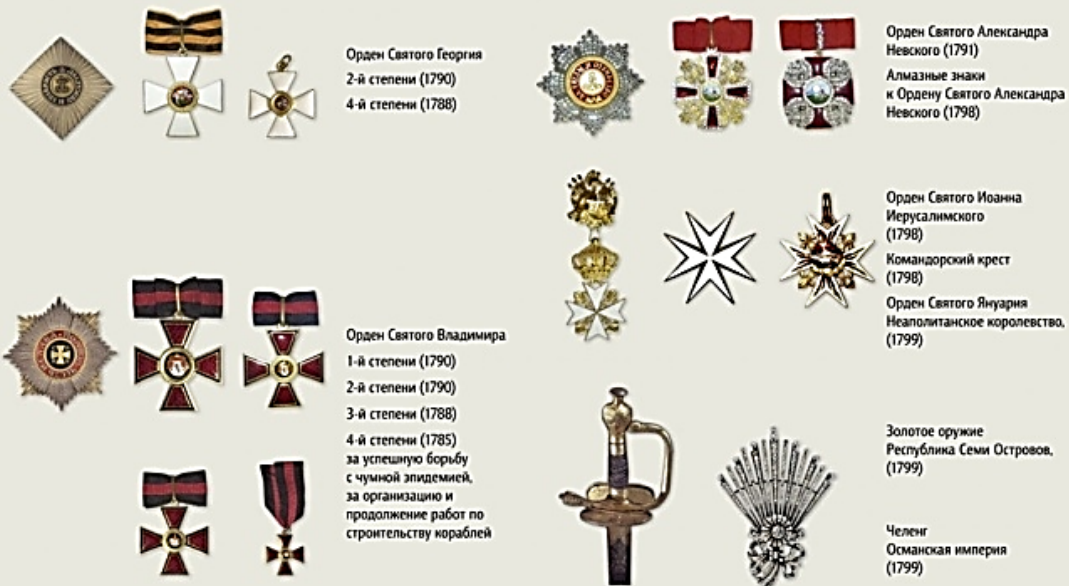 Орден Святого Георгия
2-й степени (1790)
4-й степени (1788)
Орден Святого Владимира
1-й степени (1790)
2-й степени (1790)
3-й степени (1788)
4-й степени (1785)
за успешную борьбу
с чумной эпидемией,
за организацию и
продолжение работ по
строительству кораблей
Орден Святого Александра
Невского (1791)
Алмазные знаки
к Ордену Святого Александра
Невского (1798)
Орден Святого Иоанна
Иерусалимского
(1798)
Командорский крест
(1798)
Орден Святого Януария
Неаполитанское королевство,
(1799)
Золотое оружие
Республика Семи Островов,
(1799)
Челенг
Османская империя
(1799)